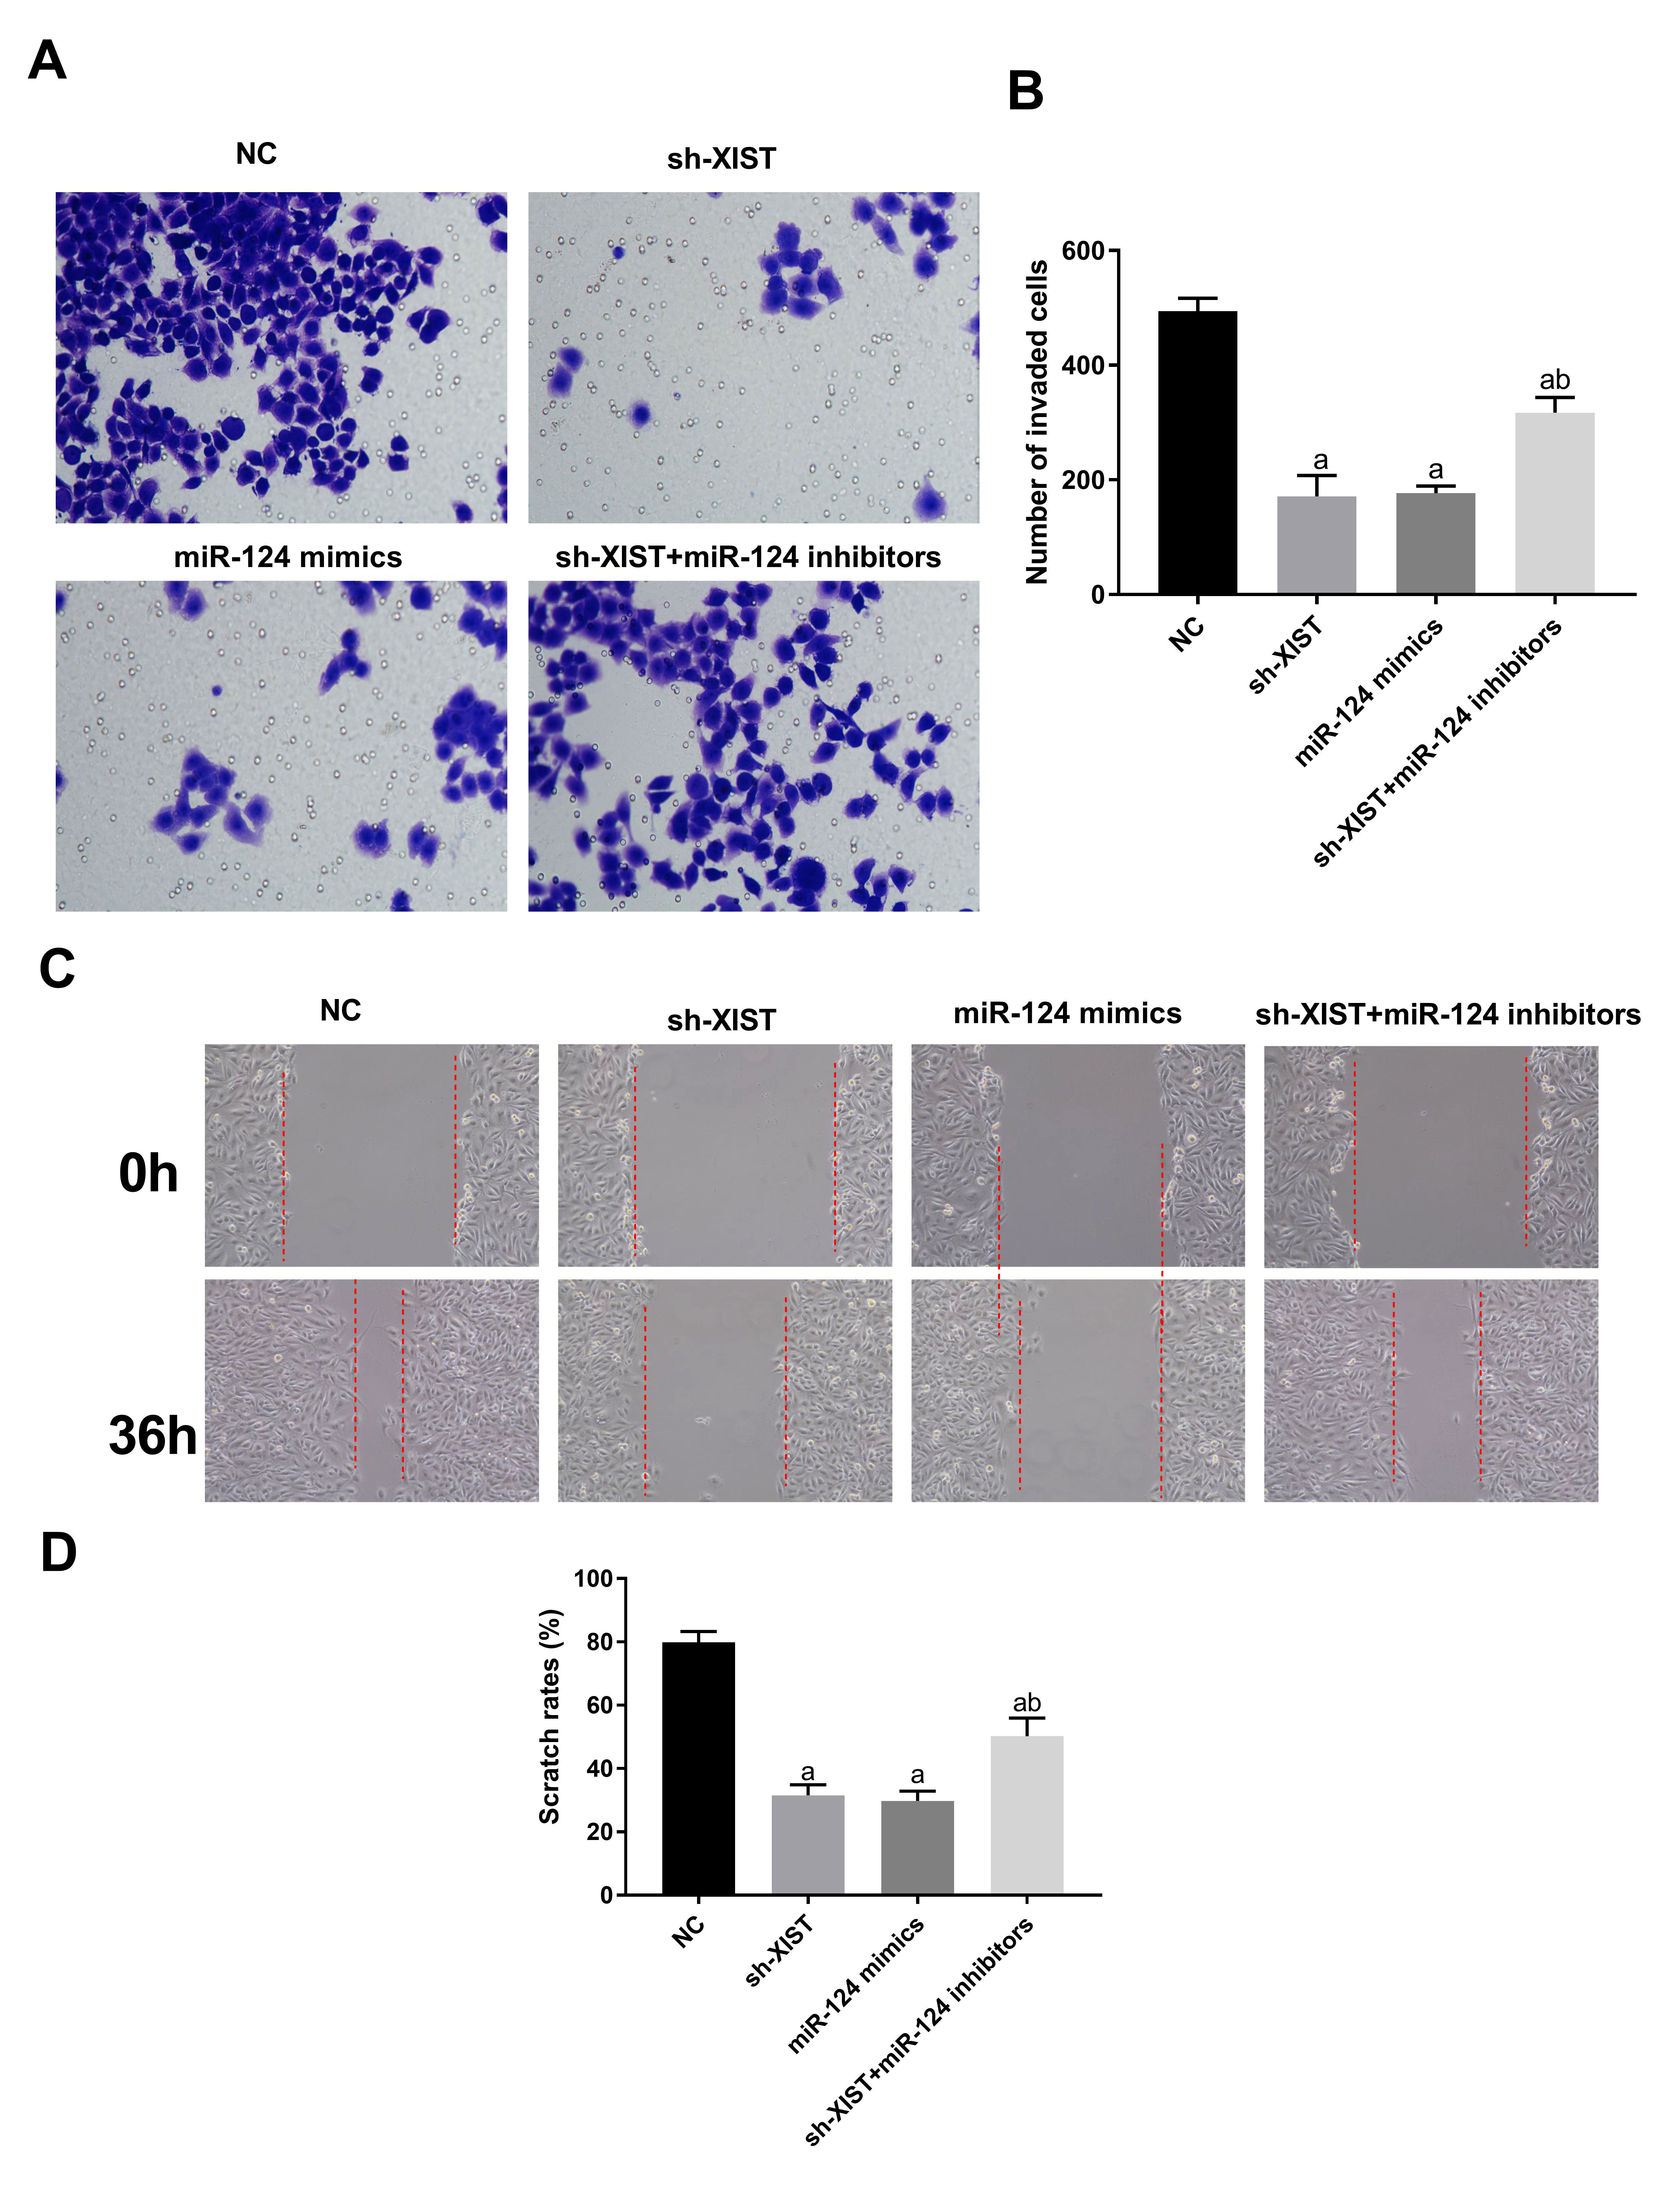 A
NC
sh-XIST
miR-124 mimics
sh-XIST+miR-124 inhibitors
B
Number of invaded cells
600
400
200
0
a
a
ab
NC
sh-XIST
miR-124 mimics
sh-XIST+miR-124 inhibitors
C
NC
sh-XIST
miR-124 mimics
sh-XIST+miR-124 inhibitors
0h
36h
D
Scratch rates (%)
100
80
60
40
20
0
a
a
ab
NC
sh-XIST
miR-124 mimics
sh-XIST+miR-124 inhibitors